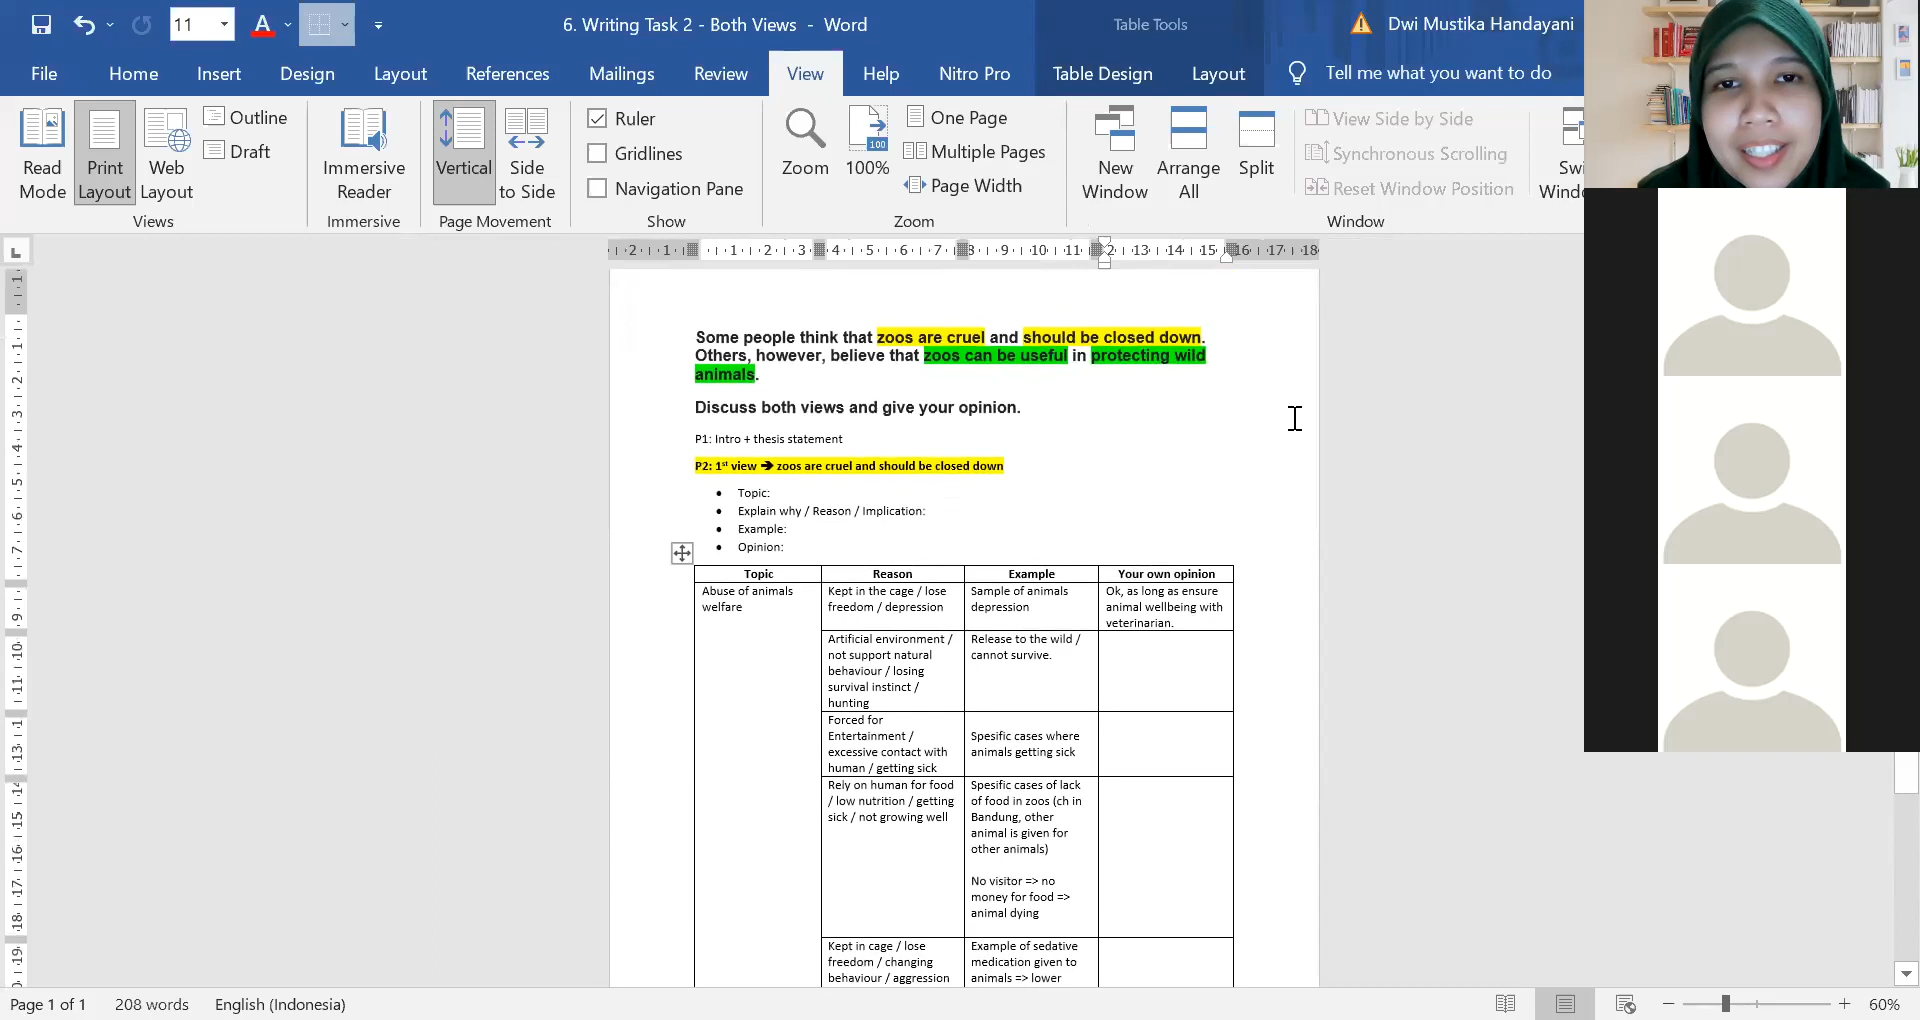 11
A
6. Writing Task 2 - Both Views - Word
Table Tools
Dwi Mustika Handayani
File Home Insert Design Layout References Mailings Review View Help Nitro Pro Table Design Layout Tell me what you want to do
Read Mode
Print Layout
Web Layout
Outline
Draft
Views
Immersive Reader
Immersive
Vertical
Side to Side
Page Movement
Ruler
Gridlines
Navigation Pane
Show
Zoom
100
100%
One Page
Multiple Pages
Page Width
Zoom
New Window
Arrange All
Split
View Side by Side
Synchronous Scrolling
Reset Window Position
Window
Some people think that zoos are cruel and should be closed down.
Others, however, believe that zoos can be useful in protecting wild
animals.
Discuss both views and give your opinion.
P1: Intro + thesis statement
P2: 1st view ➔ zoos are cruel and should be closed down
• Topic:
• Explain why / Reason / Implication:
• Example:
• Opinion:
Topic Reason Example Your own opinion
Abuse of animals
welfare
Kept in the cage / lose
freedom / depression
Sample of animals
depression
Ok, as long as ensure
animal wellbeing with
veterinarian.
Artificial environment /
not support natural
behaviour / losing
survival instinct /
hunting
Release to the wild /
cannot survive.
Forced for
Entertainment /
excessive contact with
human / getting sick
Spesific cases where
animals getting sick
Rely on human for food
/ low nutrition / getting
sick / not growing well
Spesific cases of lack
of food in zoos (ch in
Bandung, other
animal is given for
other animals)
No visitor => no
money for food =>
animal dying
Kept in cage / lose
freedom / changing
behaviour / aggression
Example of sedative
medication given to
animals => lower
Page 1 of 1 208 words English (Indonesia)
60%